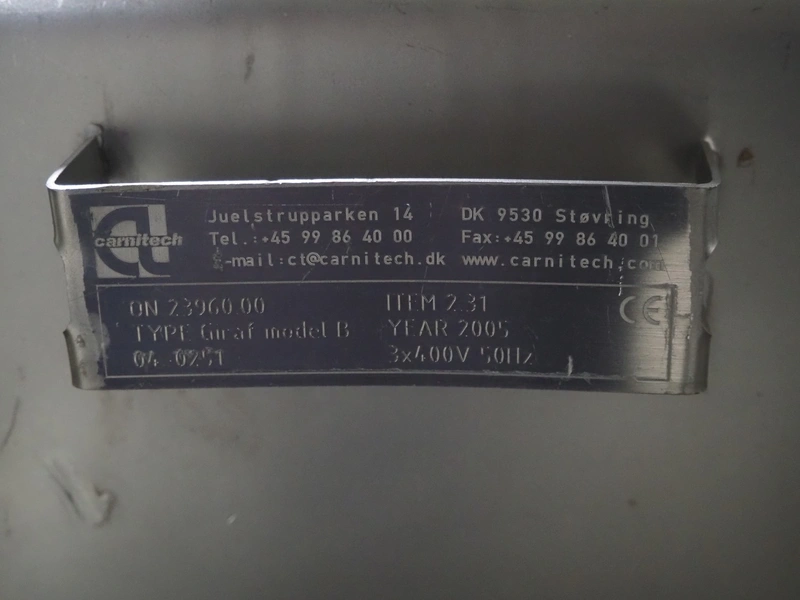 carnitech
Juelstrupparken 14 DK 9530 Støvring
Tel.:+45 99 86 40 00 Fax:+45 99 86 40 01
E-mail:ct@carnitech.dk www.carnitech.com
ON 23960.00 ITEM 2.31
TYPE Giraf model B YEAR 2005
04-0251 3x400V 50Hz
CE